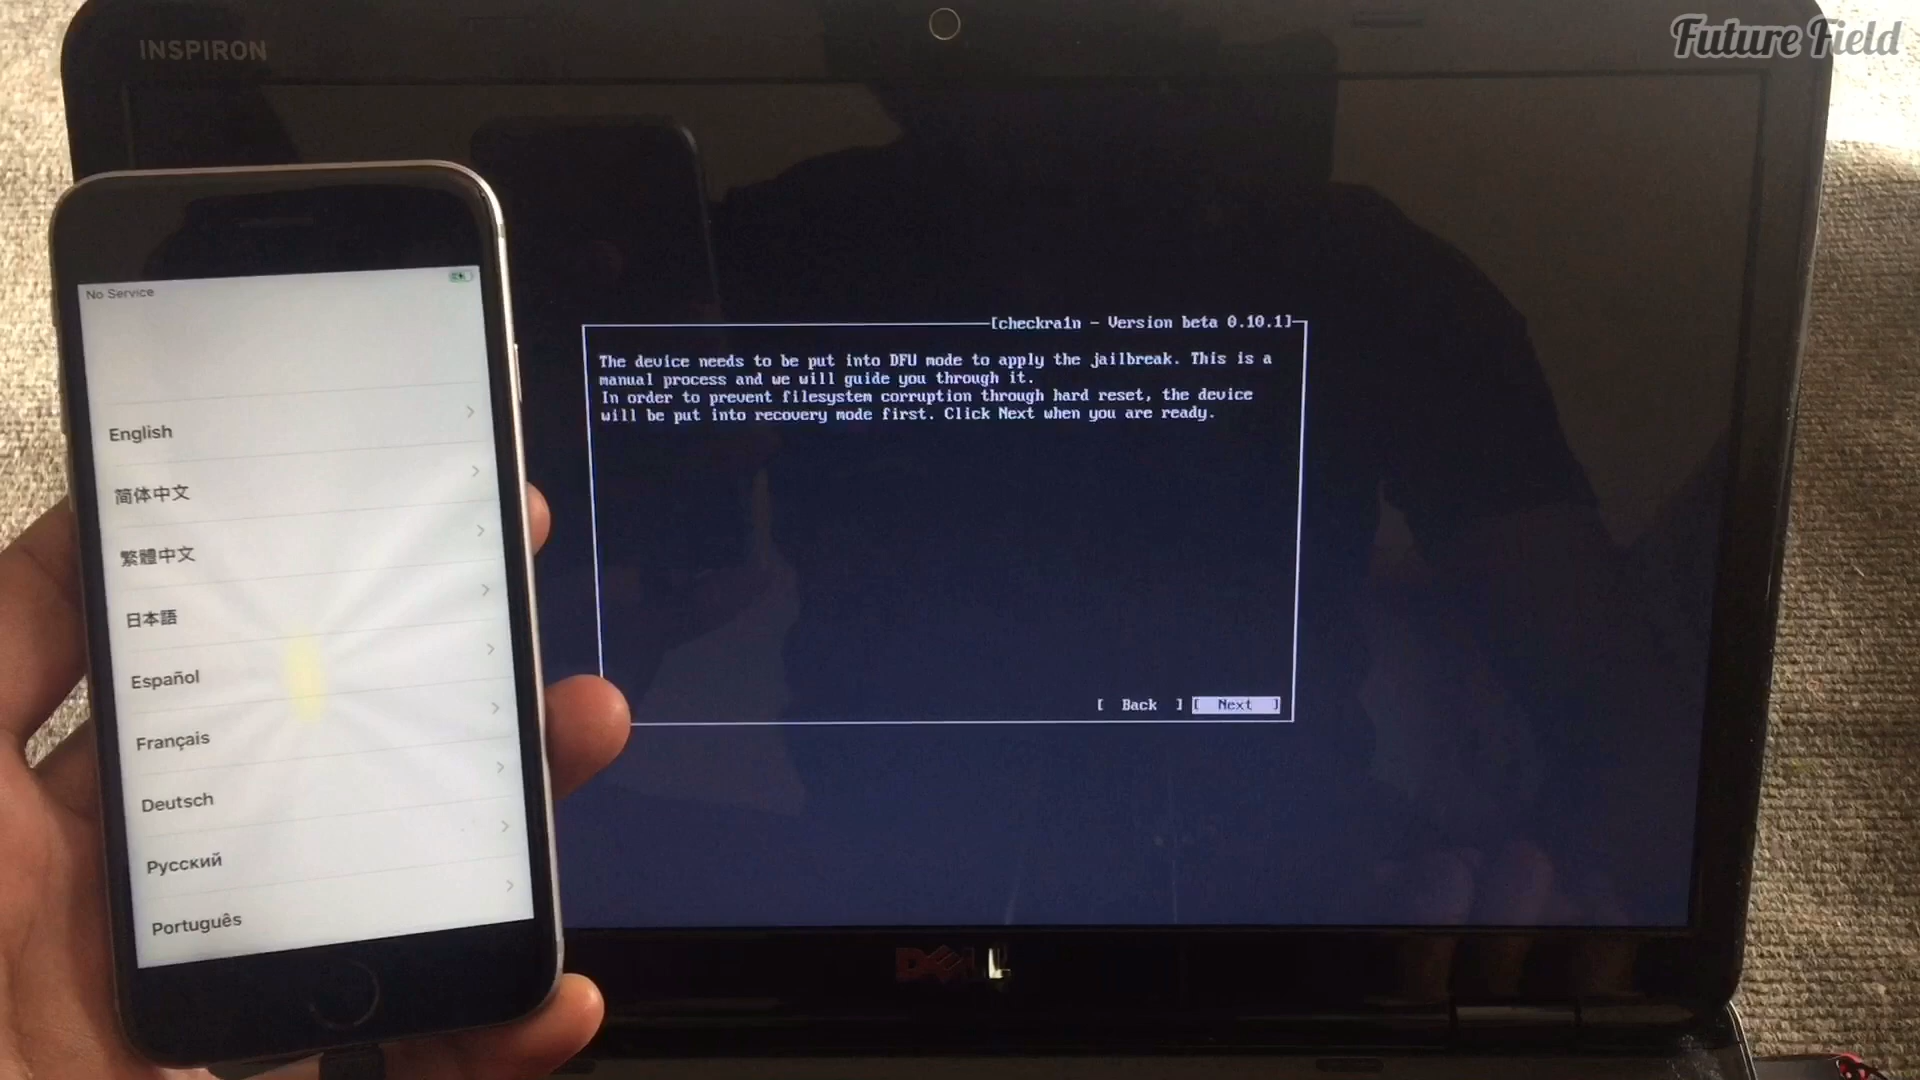 INSPIRON
Future Field
No Service
English
简体中文
繁體中文
日本語
Español
Français
Deutsch
Русский
Português
[checkra1n - Version beta 0.10.1]
The device needs to be put into DFU mode to apply the jailbreak. This is a
manual process and we will guide you through it.
In order to prevent filesystem corruption through hard reset, the device
will be put into recovery mode first. Click Next when you are ready.
[ Back ] [ Next ]
DELL